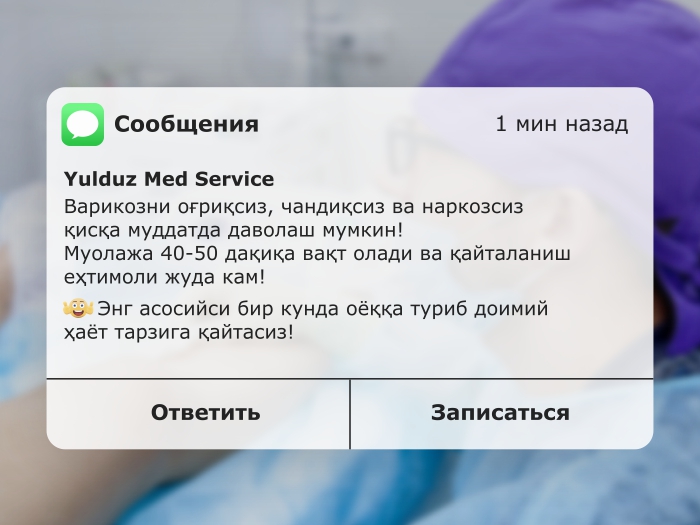 Сообщения
1 мин назад
Yulduz Med Service
Варикозни оғриқсиз, чандиқсиз ва наркозсиз
қисқа муддатда даволаш мумкин!
Муолажа 40-50 дақиқа вақт олади ва қайталаниш
еҳтимоли жуда кам!
🤗Энг асосийси бир кунда оёққа туриб доимий
ҳаёт тарзига қайтасиз!
Ответить
Записаться